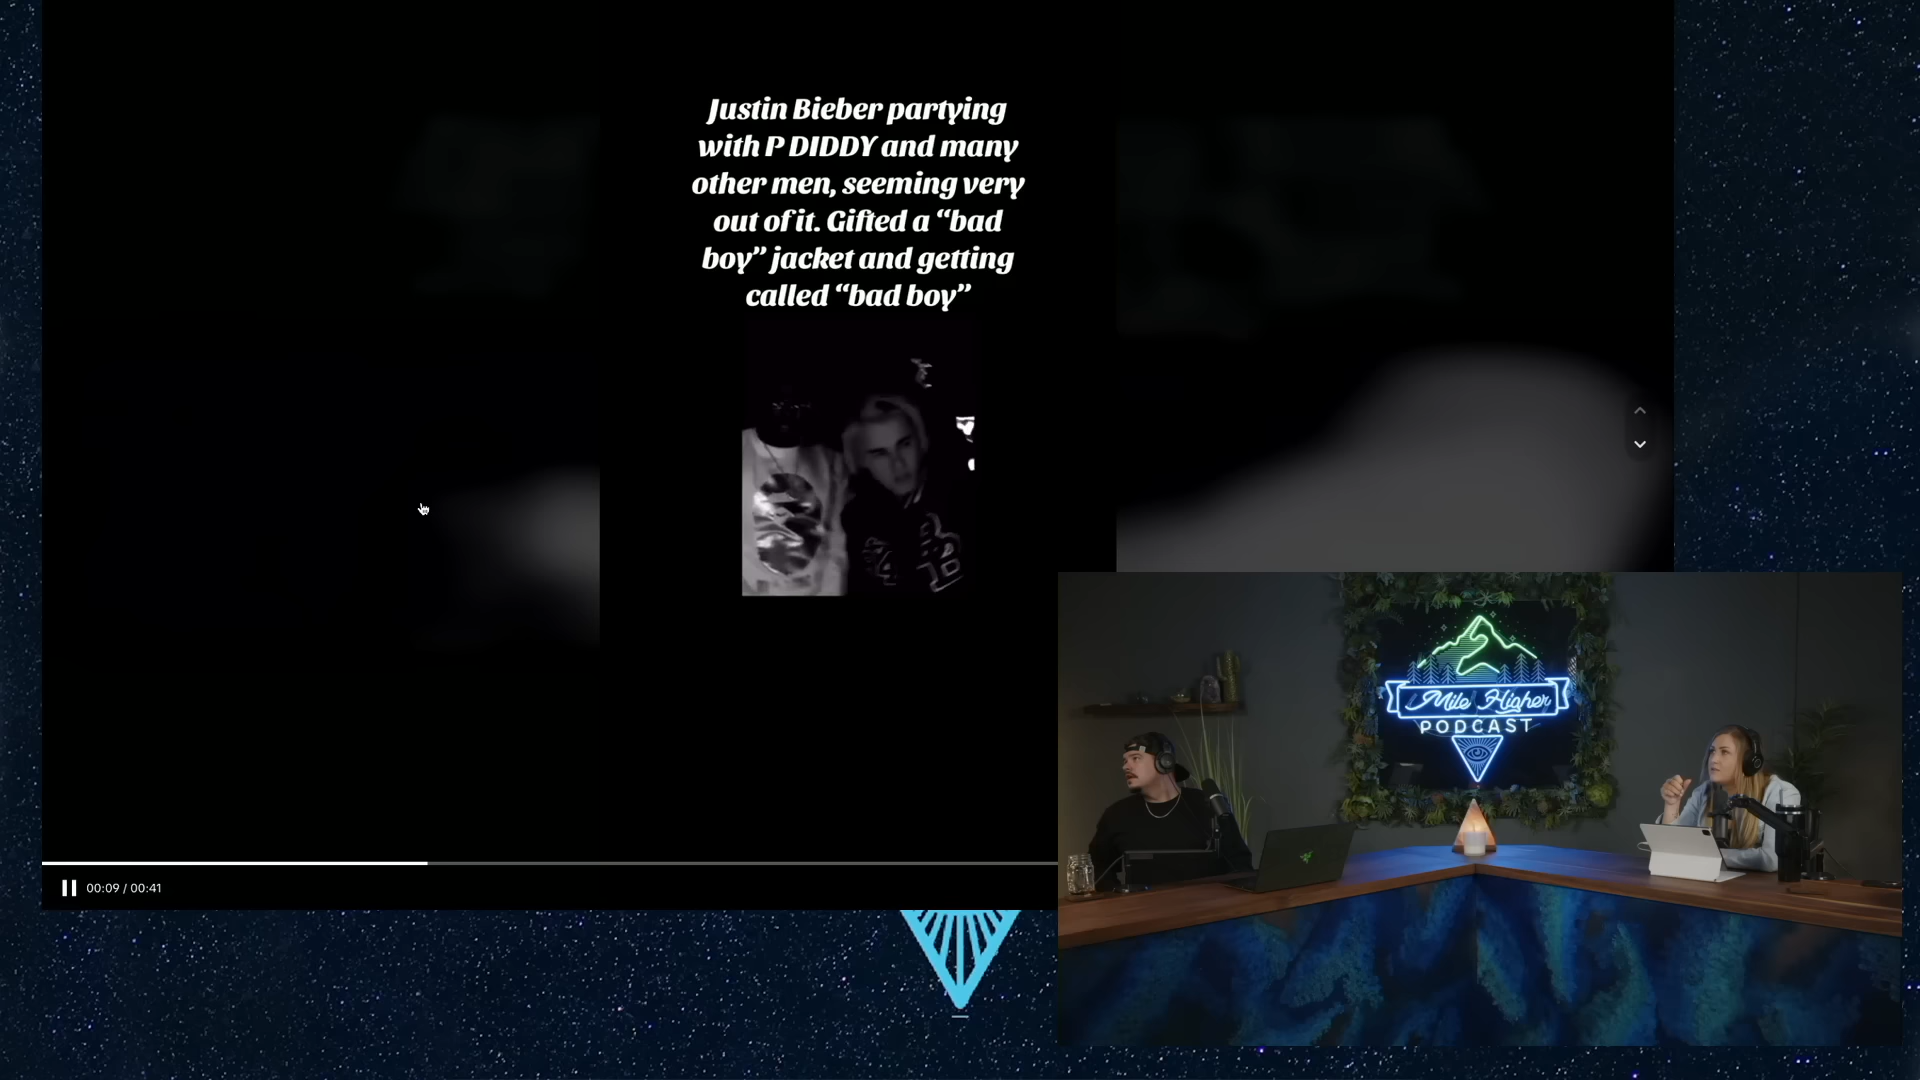 Justin Bieber partying
with P DIDDY and many
other men, seeming very
out of it. Gifted a “bad
boy” jacket and getting
called “bad boy”
00:09 / 00:41
Mile Higher
PODCAST